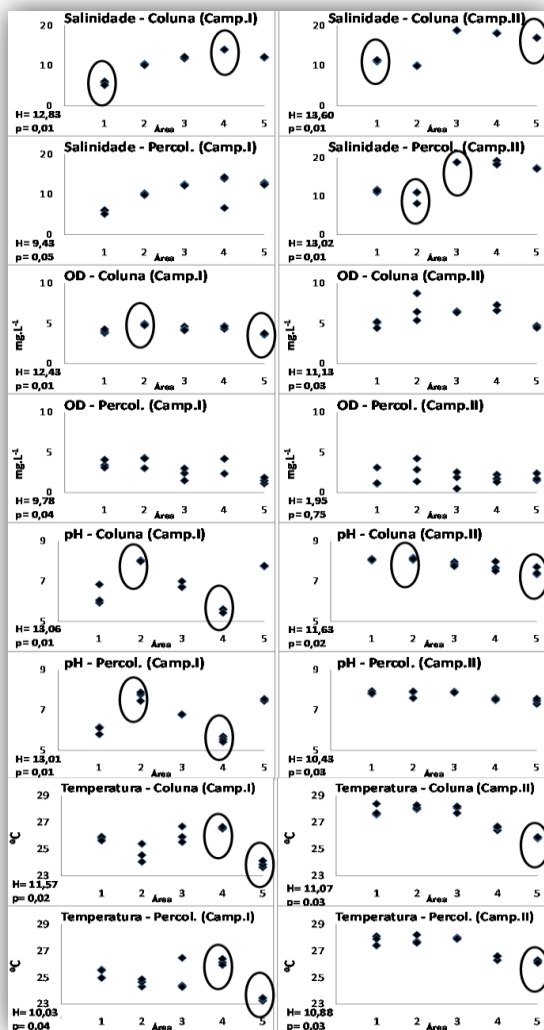 Salinidade - Coluna (Camp.I)
20
10
0
1 2 3 4 5
Área
H= 12,83
p= 0,01
Salinidade - Coluna (Camp.II)
20
10
0
1 2 3 4 5
Área
H= 13,60
p= 0,01
Salinidade - Percol. (Camp.I)
20
10
0
1 2 3 4 5
Área
H= 9,43
p= 0,05
Salinidade - Percol. (Camp.II)
20
10
0
1 2 3 4 5
Área
H= 13,02
p= 0,01
OD - Coluna (Camp.I)
mg.L-1
10
5
0
1 2 3 4 5
Área
H= 12,43
p= 0,01
OD - Coluna (Camp.II)
mg.L-1
10
5
0
1 2 3 4 5
Área
H= 11,13
p= 0,03
OD - Percol. (Camp.I)
mg.L-1
10
5
0
1 2 3 4 5
Área
H= 9,78
p= 0,04
OD - Percol. (Camp.II)
mg.L-1
10
5
0
1 2 3 4 5
Área
H= 1,95
p= 0,75
pH - Coluna (Camp.I)
9
7
5
1 2 3 4 5
Área
H= 13,06
p= 0,01
pH - Coluna (Camp.II)
9
7
5
1 2 3 4 5
Área
H= 11,63
p= 0,02
pH - Percol. (Camp.I)
9
7
5
1 2 3 4 5
Área
H= 13,01
p= 0,01
pH - Percol. (Camp.II)
9
7
5
1 2 3 4 5
Área
H= 10,43
p= 0,03
Temperatura - Coluna (Camp.I)
°C
29
27
25
23
1 2 3 4 5
Área
H= 11,57
p= 0,02
Temperatura - Coluna (Camp.II)
°C
29
27
25
23
1 2 3 4 5
Área
H= 11,07
p= 0.03
Temperatura - Percol. (Camp.I)
°C
29
27
25
23
1 2 3 4 5
Área
H= 10,03
p= 0,04
Temperatura - Percol. (Camp.II)
°C
29
27
25
23
1 2 3 4 5
Área
H= 10,88
p= 0,03